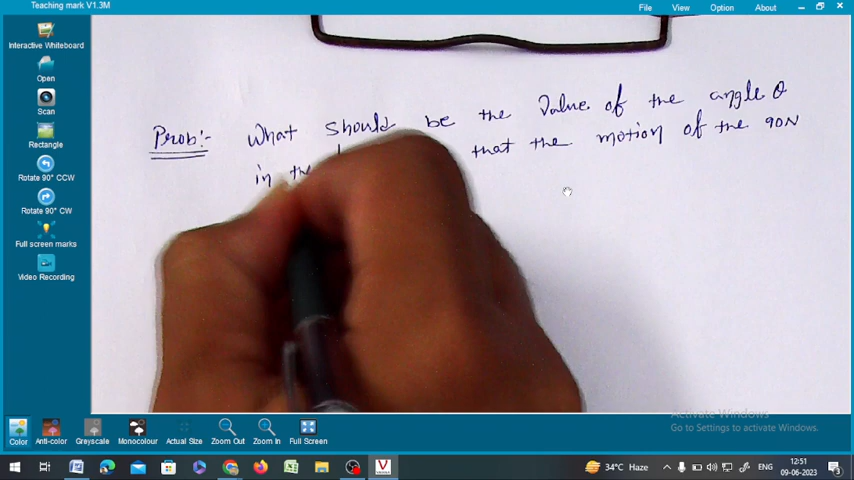 Teaching mark V1.3M
File View Option About
Interactive Whiteboard
Open
Scan
Rectangle
Rotate 90° CCW
Rotate 90° CW
Full screen marks
Video Recording
Prob:- What should be the value of the angle θ
in the that the motion of the 90N
Activate Windows
Go to Settings to activate Windows.
Color Anti-color Greyscale Monocolour Actual Size Zoom Out Zoom In Full Screen
34°C Haze ENG 12:51
09-06-2023